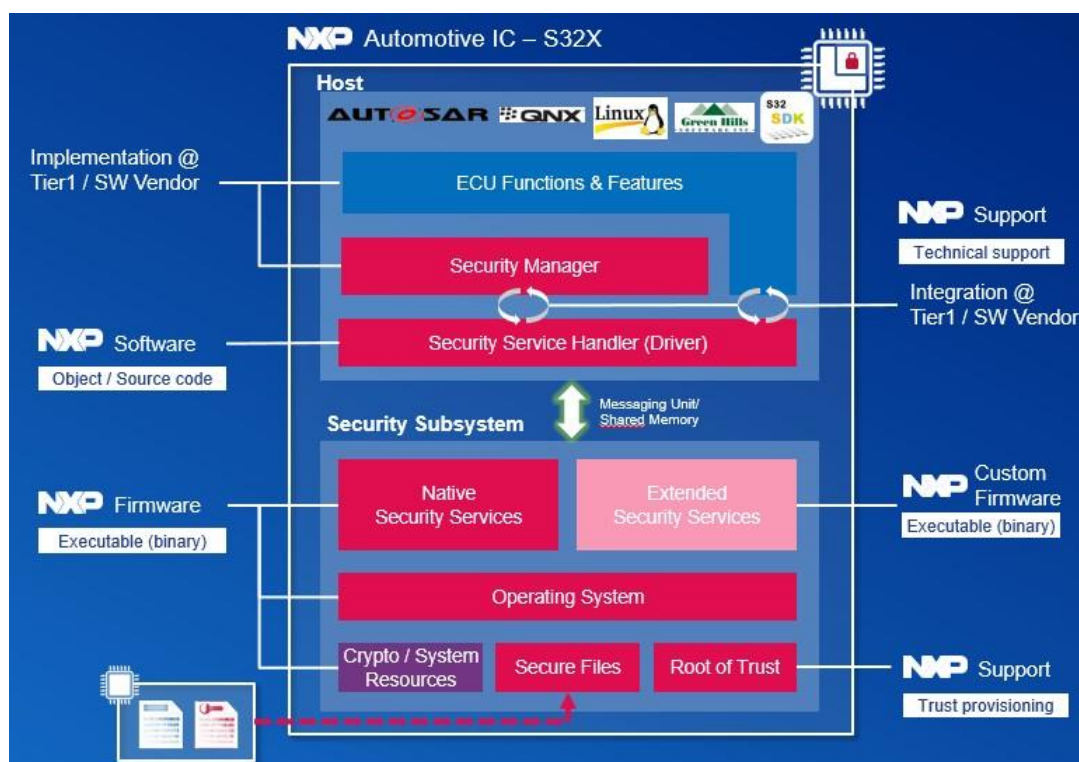 NXP Automotive IC – S32X
Host
AUTOSAR QNX Linux Green Hills SOFTWARE INC. S32 SDK
Implementation @
Tier1 / SW Vendor
ECU Functions & Features
NXP Support
Technical support
Security Manager
Integration @
Tier1 / SW Vendor
NXP Software
Object / Source code
Security Service Handler (Driver)
Messaging Unit/
Shared Memory
Security Subsystem
NXP Firmware
Executable (binary)
Native
Security Services
Extended
Security Services
NXP Custom
Firmware
Executable (binary)
Operating System
Crypto / System
Resources
Secure Files
Root of Trust
NXP Support
Trust provisioning